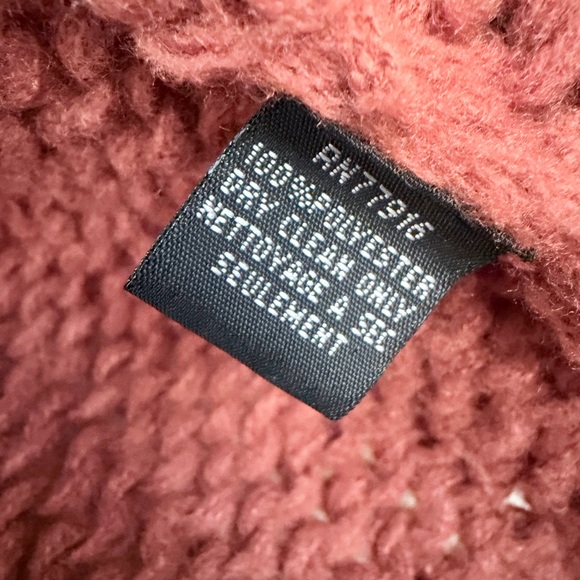 RN77916
100%POLYESTER
DRY CLEAN ONLY
NETTOYAGE A SEC
SEULEMENT